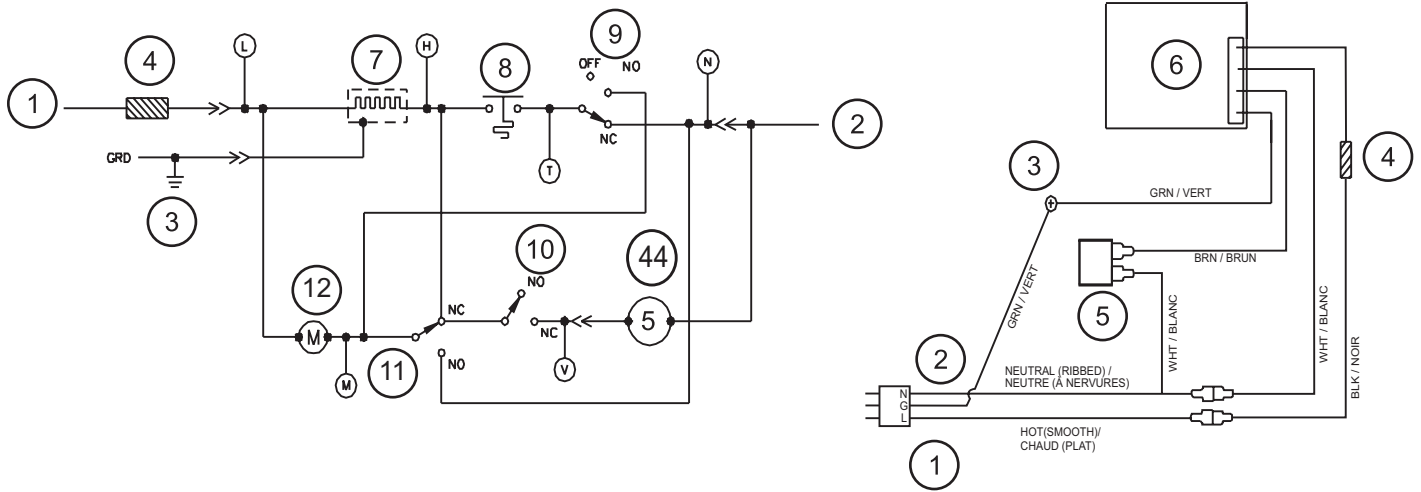 4
L
7
H
8
9
OFF
NO
N
1
2
NC
GRD
T
3
12
M
M
11
NC
NO
10
NO
NC
V
44
5
6
4
3
GRN / VERT
BRN / BRUN
GRN / VERT
5
WHT / BLANC
WHT / BLANC
BLK / NOIR
2
NEUTRAL (RIBBED) /
NEUTRE (À NERVURES)
N
G
L
HOT(SMOOTH)/
CHAUD (PLAT)
1